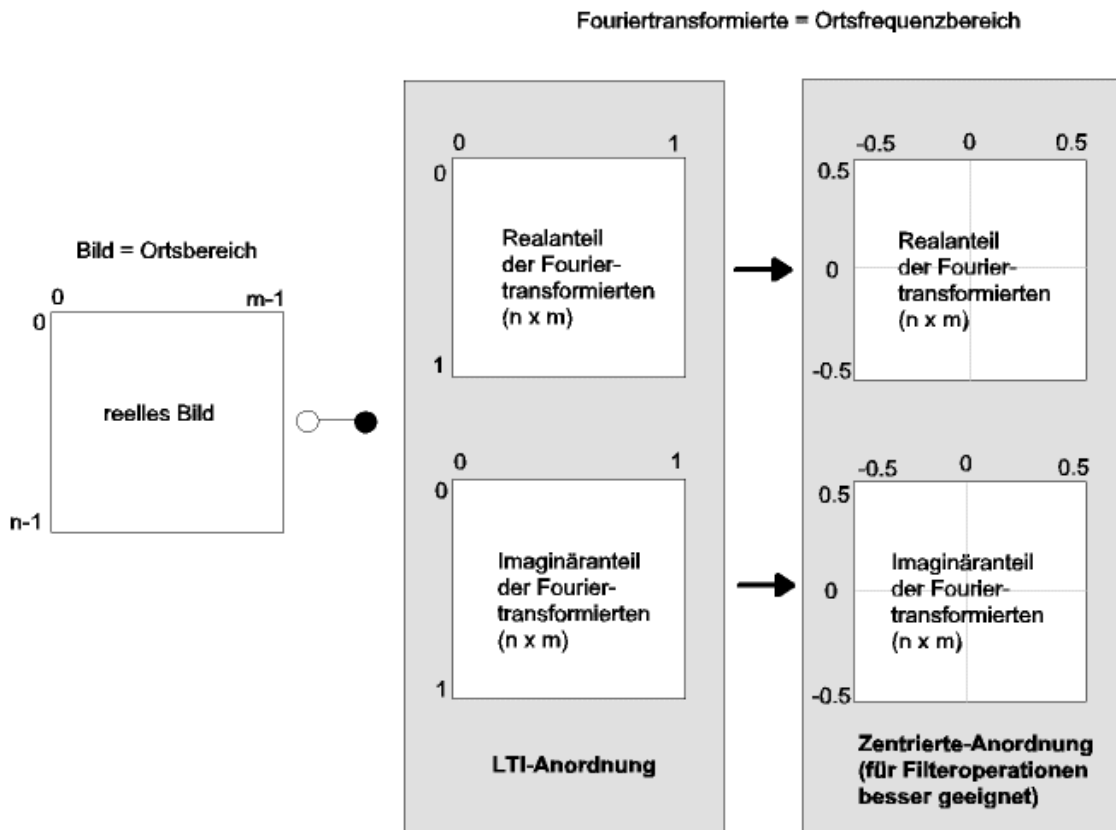 Fouriertransformierte = Ortsfrequenzbereich
Bild = Ortsbereich
0 m-1
0
reelles Bild
n-1
0 1
0
Realanteil
der Fourier-
transformierten
(n x m)
1
0 1
0
Imaginäranteil
der Fourier-
transformierten
(n x m)
1
LTI-Anordnung
-0.5 0 0.5
0.5
Realanteil
der Fourier-
0
transformierten
(n x m)
-0.5
-0.5 0 0.5
0.5
Imaginäranteil
der Fourier-
0
transformierten
(n x m)
-0.5
Zentrierte-Anordnung
(für Filteroperationen
besser geeignet)